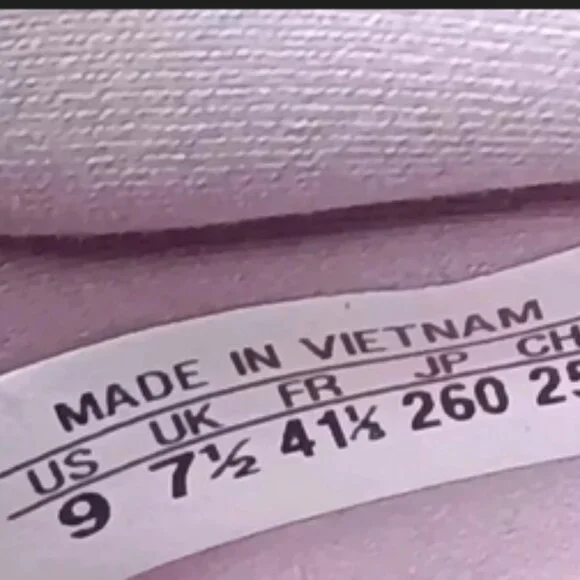 MADE IN VIETNAM
US UK FR JP CH
9 7½ 41⅓ 260 25